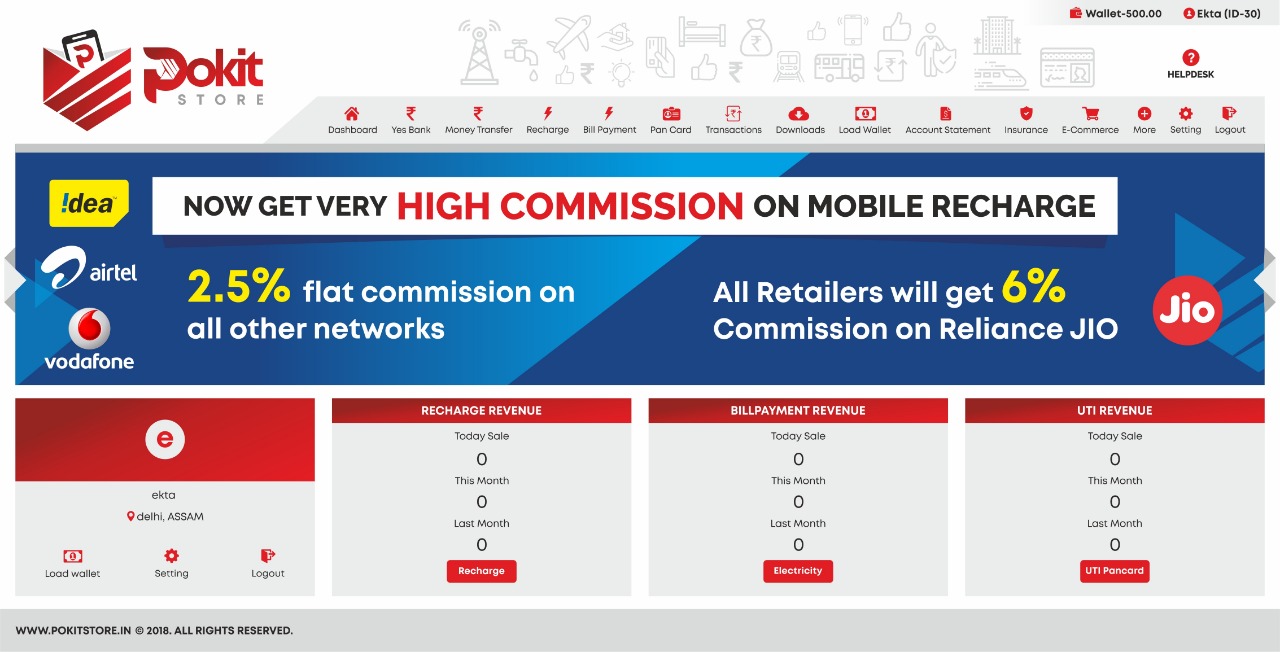 Wallet-500.00
Ekta (ID-30)
Pokit
STORE
HELPDESK
Dashboard
Yes Bank
Money Transfer
Recharge
Bill Payment
Pan Card
Transactions
Downloads
Load Wallet
Account Statement
Insurance
E-Commerce
More
Setting
Logout
!dea
NOW GET VERY HIGH COMMISSION ON MOBILE RECHARGE
airtel
vodafone
2.5% flat commission on
all other networks
All Retailers will get 6%
Commission on Reliance JIO
Jio
e
ekta
delhi, ASSAM
Load wallet
Setting
Logout
RECHARGE REVENUE
Today Sale
0
This Month
0
Last Month
0
Recharge
BILLPAYMENT REVENUE
Today Sale
0
This Month
0
Last Month
0
Electricity
UTI REVENUE
Today Sale
0
This Month
0
Last Month
0
UTI Pancard
WWW.POKITSTORE.IN © 2018. ALL RIGHTS RESERVED.